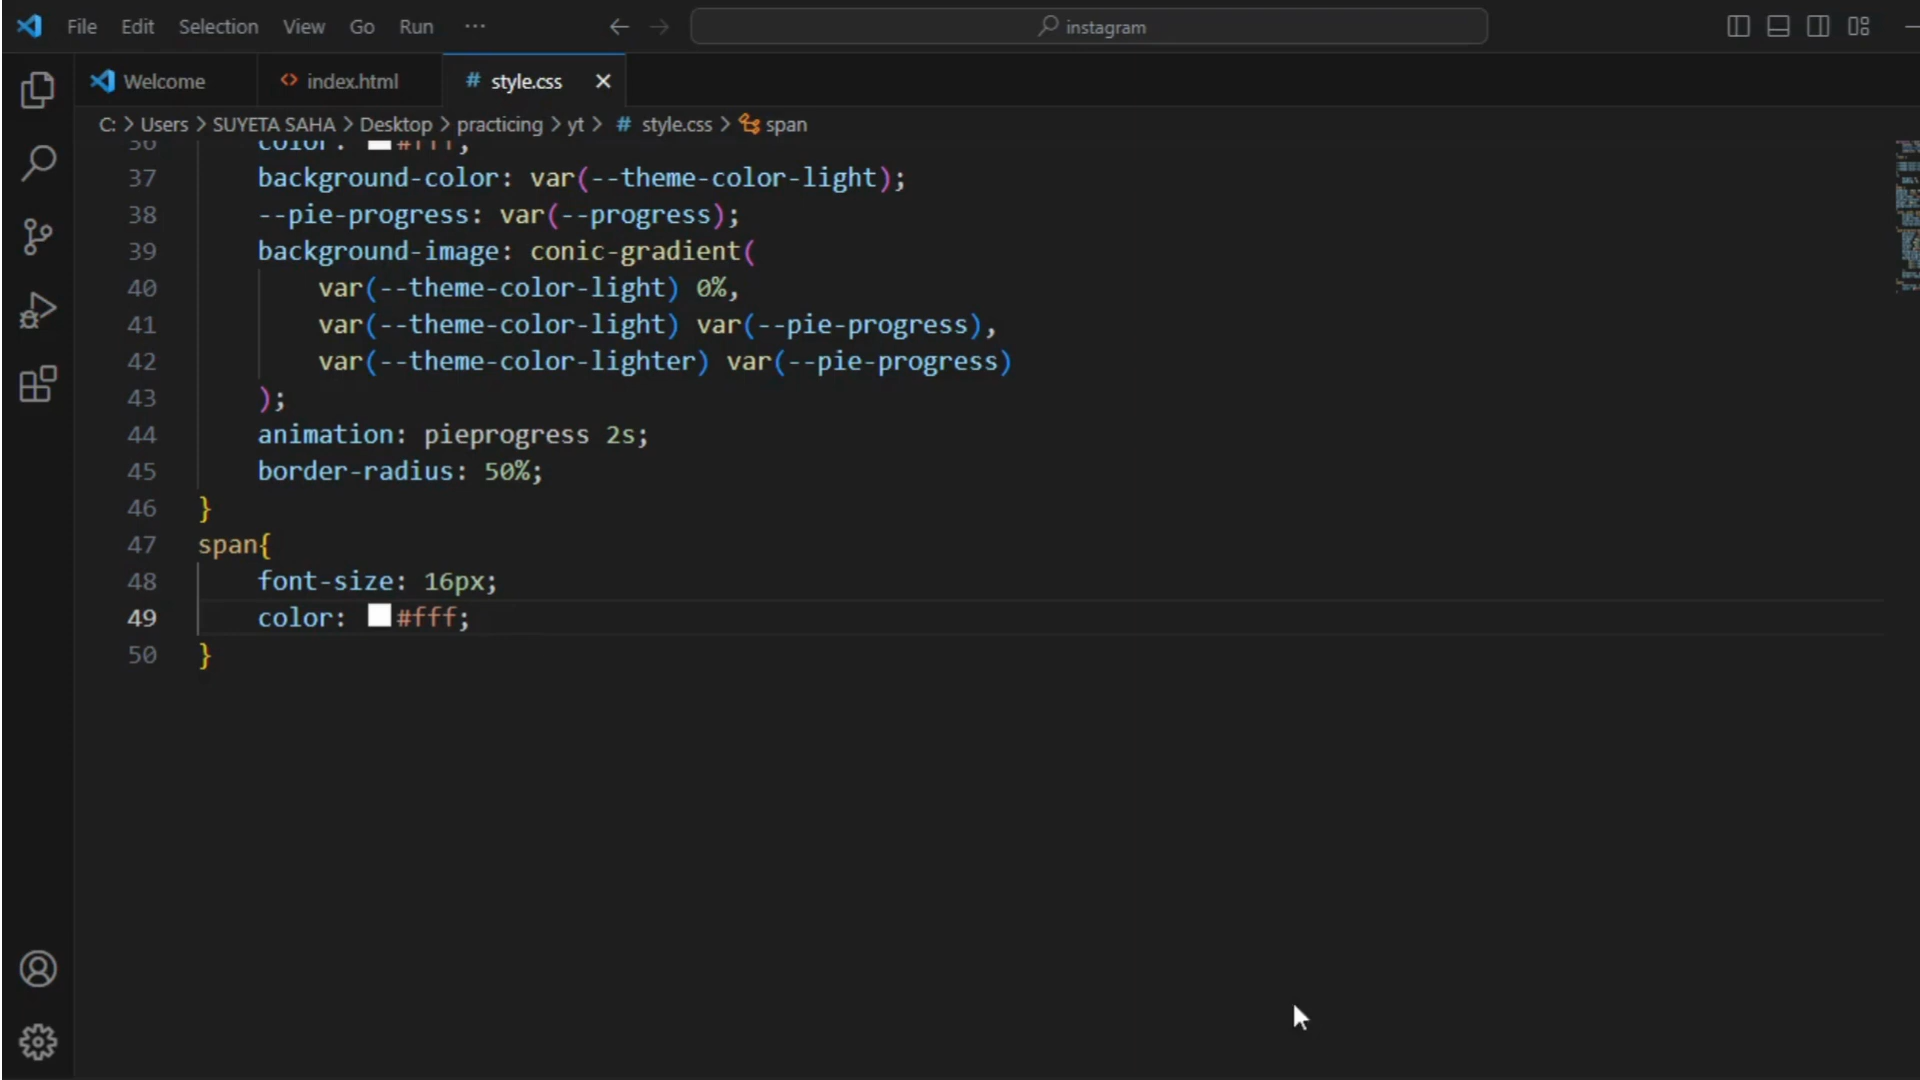 File Edit Selection View Go Run ··· instagram
Welcome index.html # style.css
C: > Users > SUYETA SAHA > Desktop > practicing > yt > # style.css > span
36 color: #fff;
37 background-color: var(--theme-color-light);
38 --pie-progress: var(--progress);
39 background-image: conic-gradient(
40 var(--theme-color-light) 0%,
41 var(--theme-color-light) var(--pie-progress),
42 var(--theme-color-lighter) var(--pie-progress)
43 );
44 animation: pieprogress 2s;
45 border-radius: 50%;
46 }
47 span{
48 font-size: 16px;
49 color: #fff;
50 }